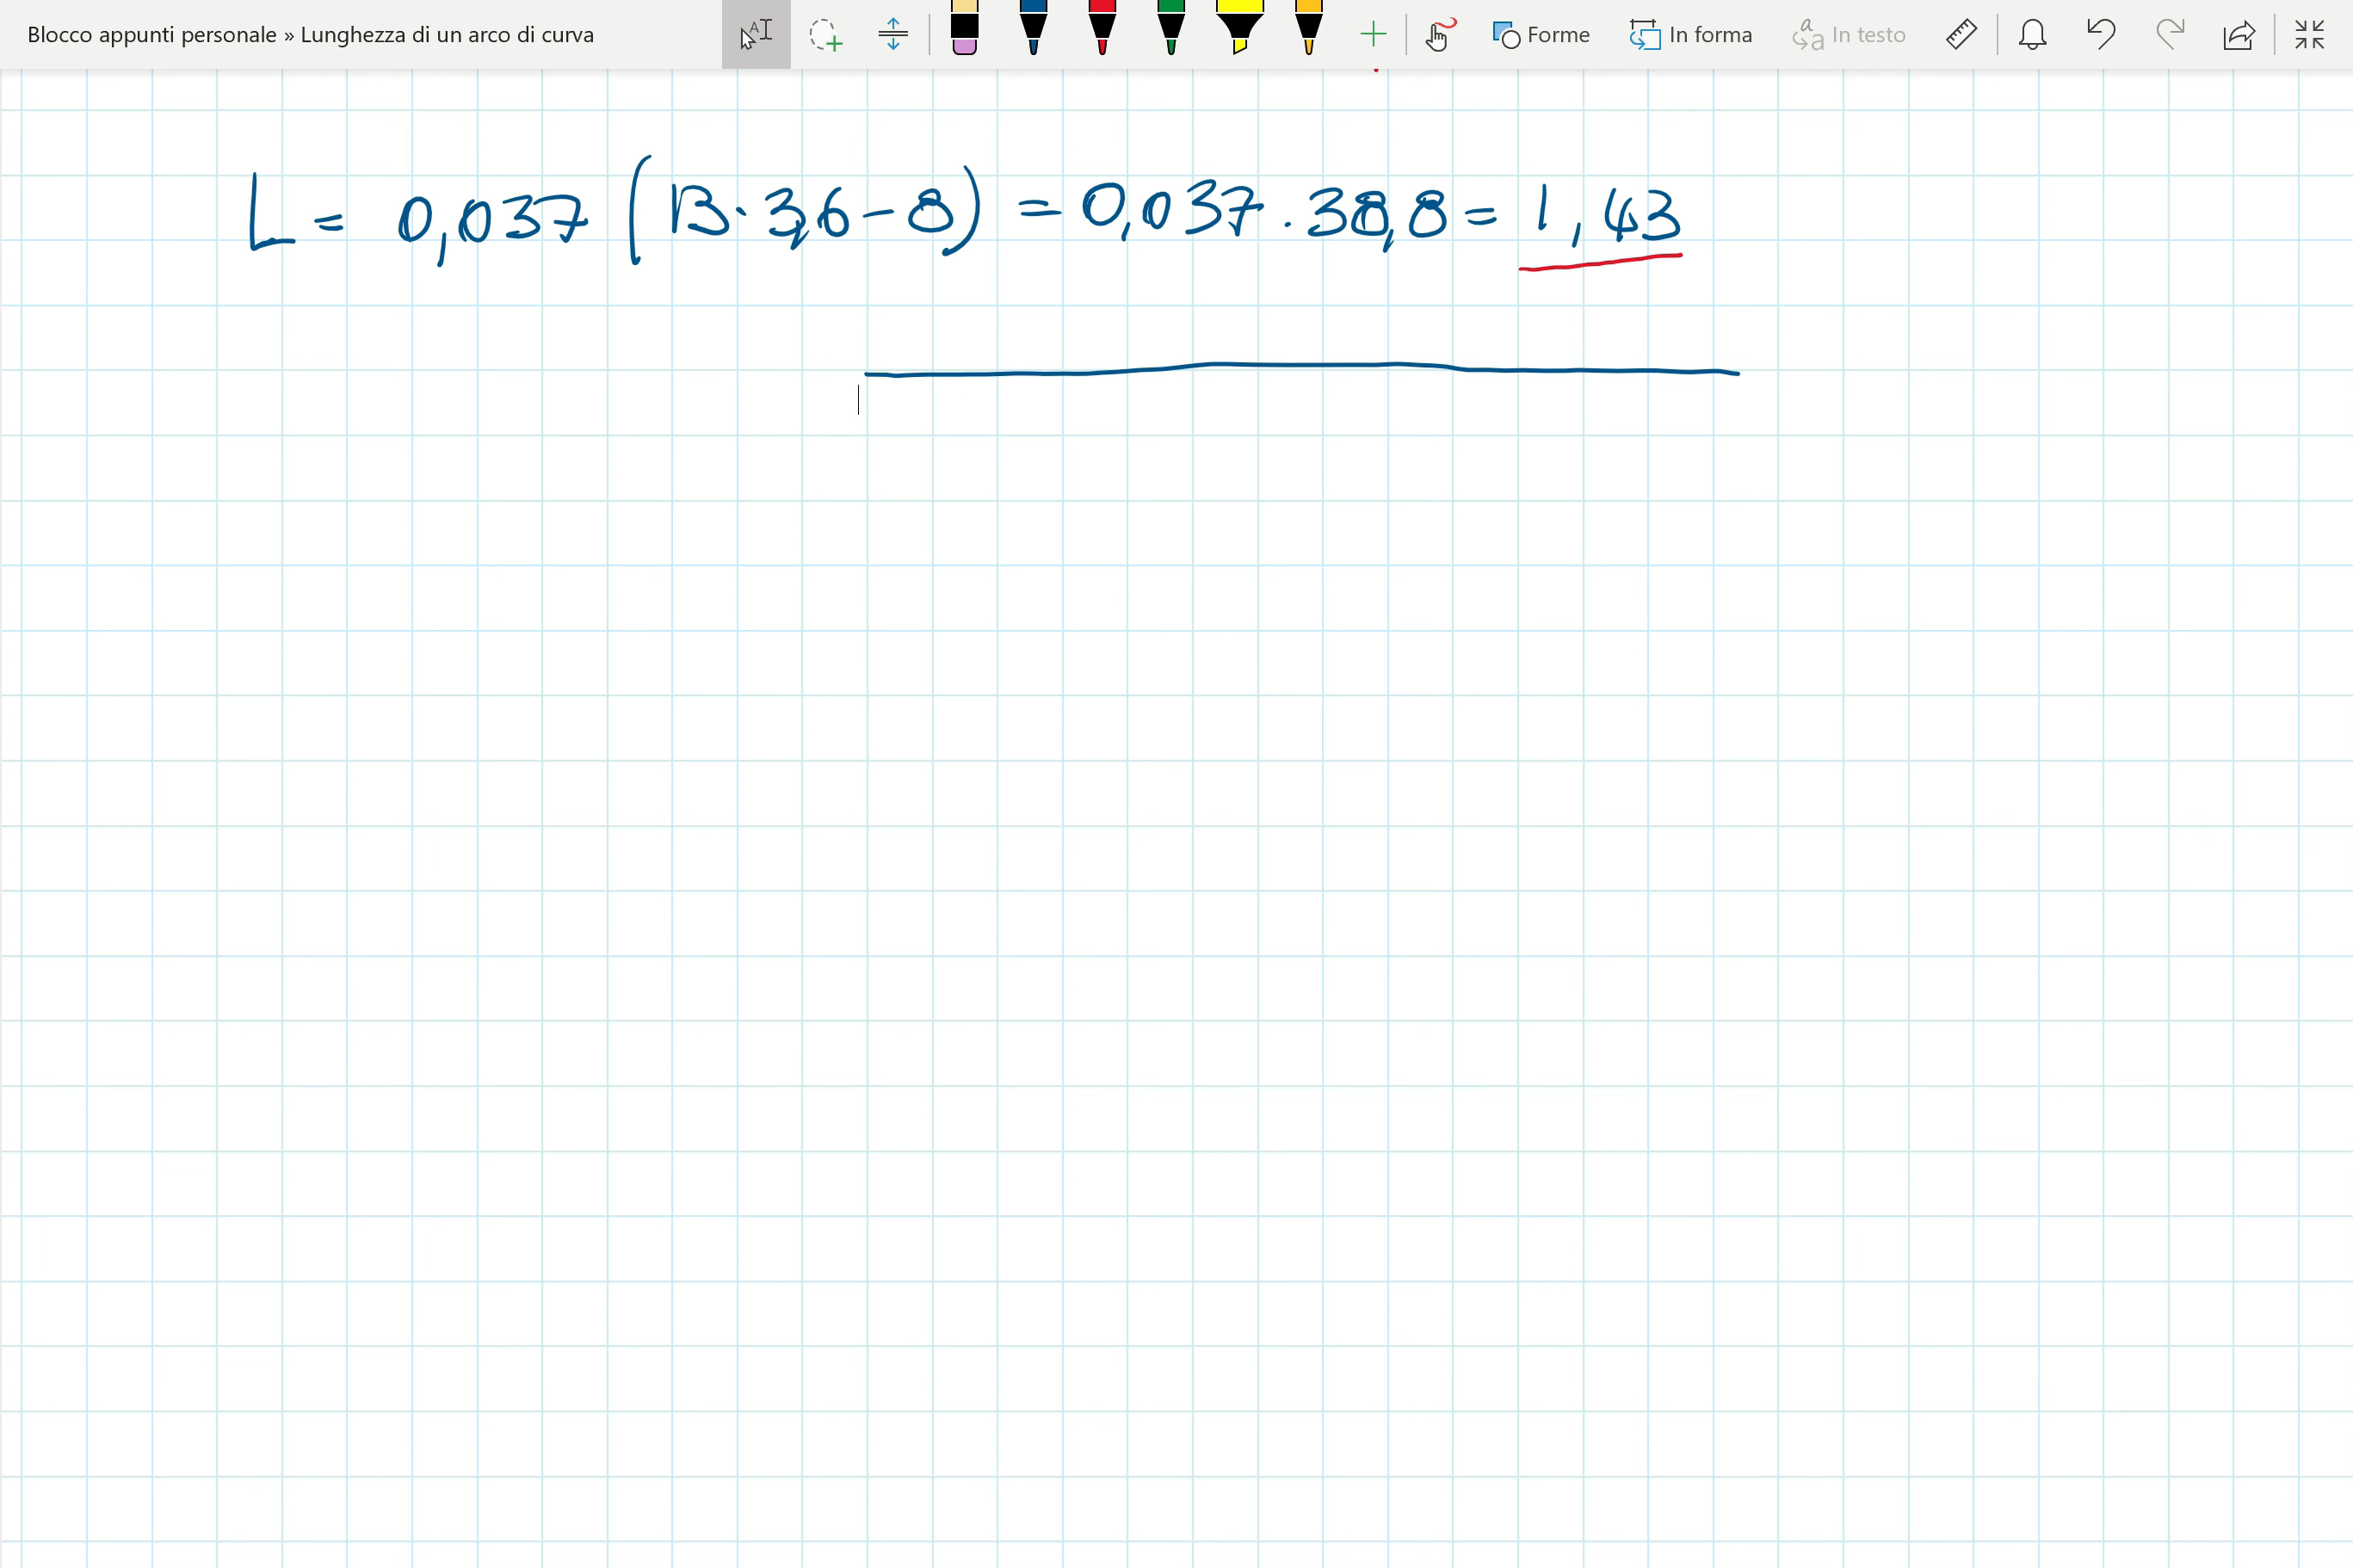 Blocco appunti personale » Lunghezza di un arco di curva
Forme
In forma
In testo
L = 0,037 (13 · 3,6 - 8) = 0,037 · 38,8 = 1,43